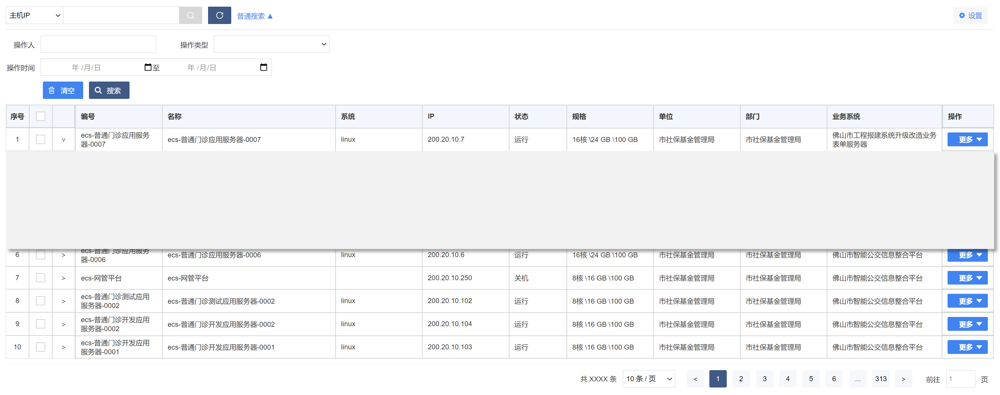 主机IP 普通搜索 ▲ 设置
操作人 操作类型
操作时间 年 /月/日 至 年 /月/日
清空 搜索
序号 编号 名称 系统 IP 状态 规格 单位 部门 业务系统 操作
1 v ecs-普通门诊应用服务 ecs-普通门诊应用服务器-0007 linux 200.20.10.7 运行 16核 \24 GB \100 GB 市社保基金管理局 市社保基金管理局 佛山市工程报建系统升级改造业务 更多
器-0007 表单服务器
6 > ecs-普通门诊应用服务 ecs-普通门诊应用服务器-0006 linux 200.20.10.6 运行 16核 \24 GB \100 GB 市社保基金管理局 市社保基金管理局 佛山市智能公交信息整合平台 更多
器-0006
7 > ecs-网管平台 ecs-网管平台 200.20.10.250 关机 8核 \16 GB \100 GB 市社保基金管理局 市社保基金管理局 佛山市智能公交信息整合平台 更多
8 > ecs-普通门诊测试应用 ecs-普通门诊测试应用服务器-0002 linux 200.20.10.102 运行 8核 \16 GB \100 GB 市社保基金管理局 市社保基金管理局 佛山市智能公交信息整合平台 更多
服务器-0002
9 > ecs-普通门诊开发应用 ecs-普通门诊开发应用服务器-0002 linux 200.20.10.104 运行 8核 \16 GB \100 GB 市社保基金管理局 市社保基金管理局 佛山市智能公交信息整合平台 更多
服务器-0002
10 > ecs-普通门诊开发应用 ecs-普通门诊开发应用服务器-0001 linux 200.20.10.103 运行 8核 \16 GB \100 GB 市社保基金管理局 市社保基金管理局 佛山市智能公交信息整合平台 更多
服务器-0001
共 XXXX 条 10 条 / 页 < 1 2 3 4 5 6 ... 313 > 前往 1 页